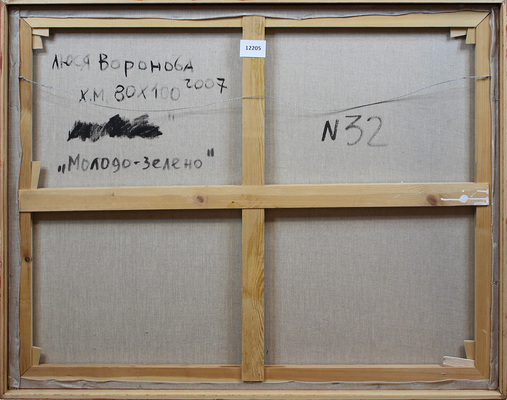 Люся Воронова
Х.М. 80Х100 2007
"
„Молодо-зелено"
12205
N32